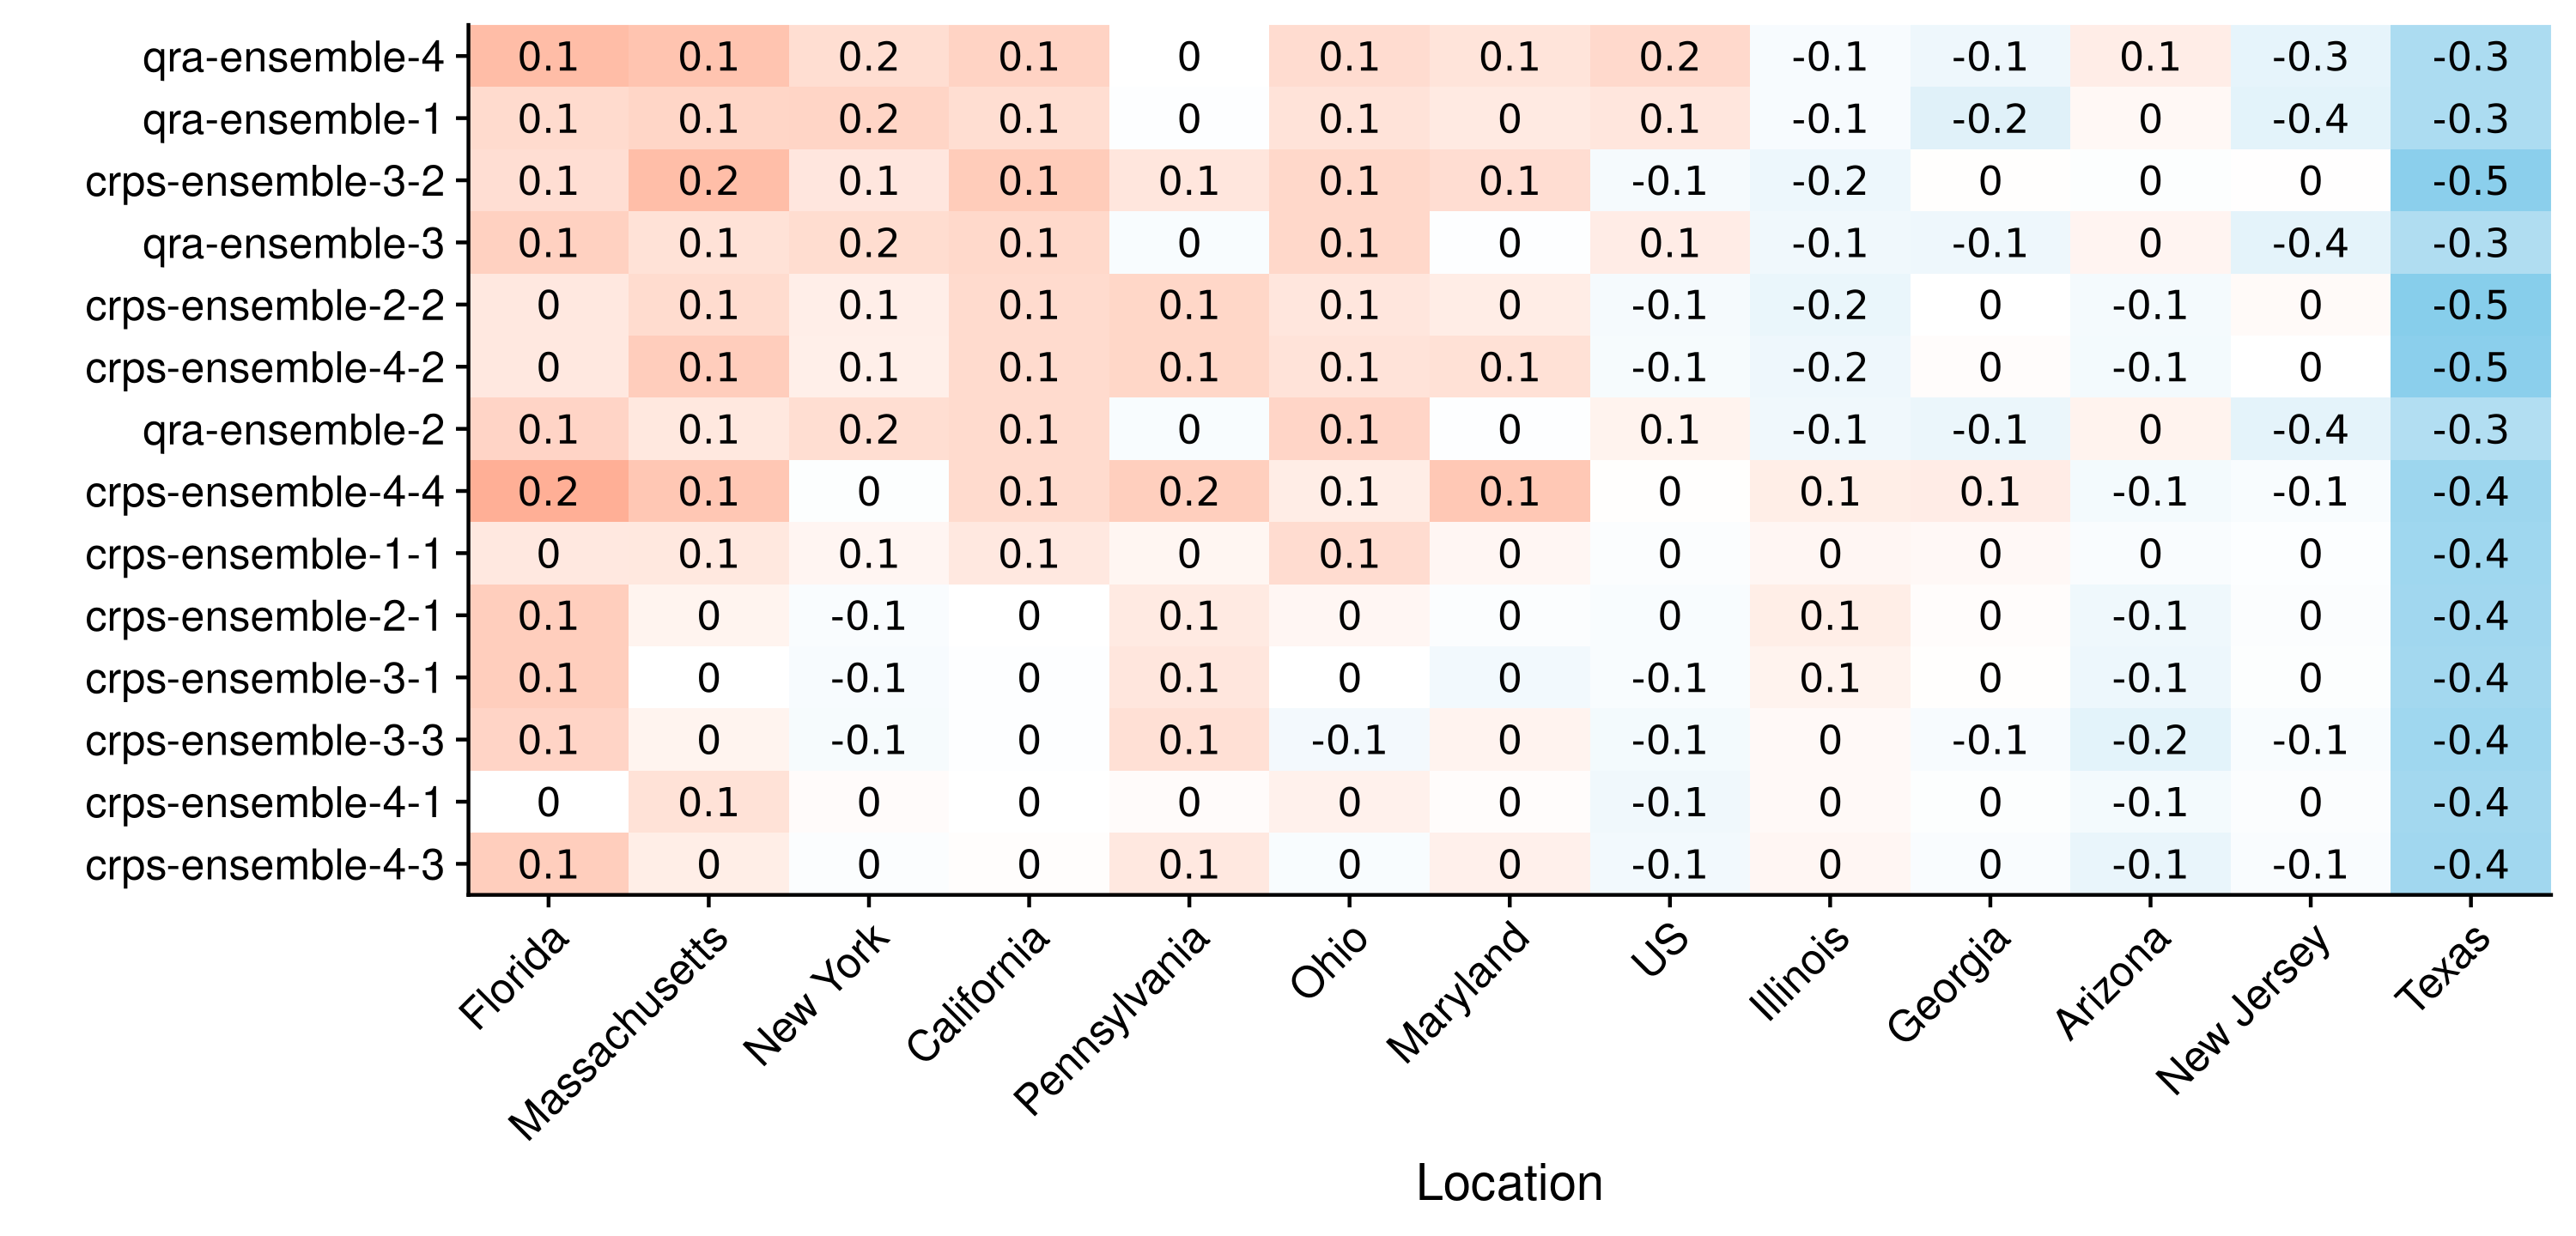 qra-ensemble-4 0.1 0.1 0.2 0.1 0 0.1 0.1 0.2 -0.1 -0.1 0.1 -0.3 -0.3
qra-ensemble-1 0.1 0.1 0.2 0.1 0 0.1 0 0.1 -0.1 -0.2 0 -0.4 -0.3
crps-ensemble-3-2 0.1 0.2 0.1 0.1 0.1 0.1 0.1 -0.1 -0.2 0 0 0 -0.5
qra-ensemble-3 0.1 0.1 0.2 0.1 0 0.1 0 0.1 -0.1 -0.1 0 -0.4 -0.3
crps-ensemble-2-2 0 0.1 0.1 0.1 0.1 0.1 0 -0.1 -0.2 0 -0.1 0 -0.5
crps-ensemble-4-2 0 0.1 0.1 0.1 0.1 0.1 0.1 -0.1 -0.2 0 -0.1 0 -0.5
qra-ensemble-2 0.1 0.1 0.2 0.1 0 0.1 0 0.1 -0.1 -0.1 0 -0.4 -0.3
crps-ensemble-4-4 0.2 0.1 0 0.1 0.2 0.1 0.1 0 0.1 0.1 -0.1 -0.1 -0.4
crps-ensemble-1-1 0 0.1 0.1 0.1 0 0.1 0 0 0 0 0 0 -0.4
crps-ensemble-2-1 0.1 0 -0.1 0 0.1 0 0 0 0.1 0 -0.1 0 -0.4
crps-ensemble-3-1 0.1 0 -0.1 0 0.1 0 0 -0.1 0.1 0 -0.1 0 -0.4
crps-ensemble-3-3 0.1 0 -0.1 0 0.1 -0.1 0 -0.1 0 -0.1 -0.2 -0.1 -0.4
crps-ensemble-4-1 0 0.1 0 0 0 0 0 -0.1 0 0 -0.1 0 -0.4
crps-ensemble-4-3 0.1 0 0 0 0.1 0 0 -0.1 0 0 -0.1 -0.1 -0.4
Florida Massachusetts New York California Pennsylvania Ohio Maryland US Illinois Georgia Arizona New Jersey Texas
Location